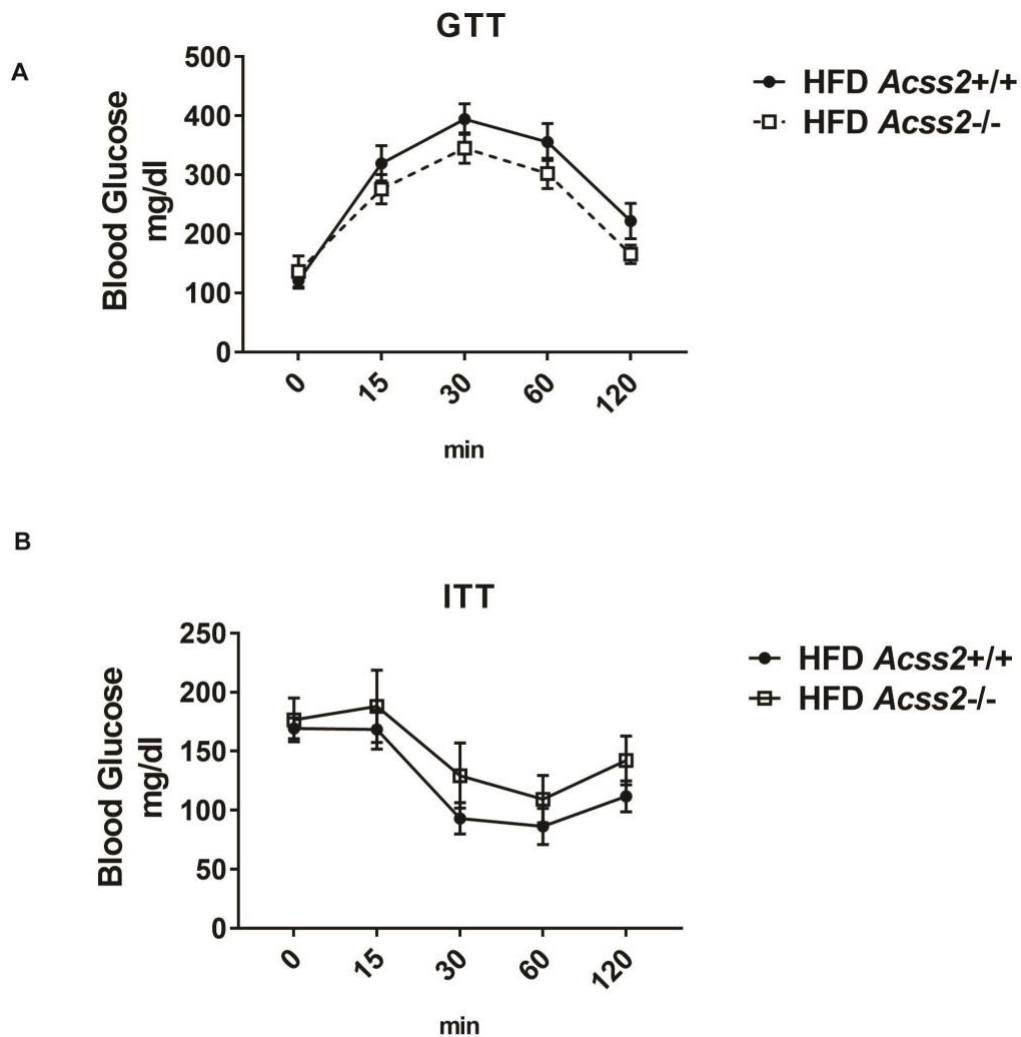 A
GTT
500
400
300
200
100
0
Blood Glucose
mg/dl
0 15 30 60 120
min
HFD Acss2+/+
HFD Acss2-/-
B
ITT
250
200
150
100
50
0
Blood Glucose
mg/dl
0 15 30 60 120
min
HFD Acss2+/+
HFD Acss2-/-